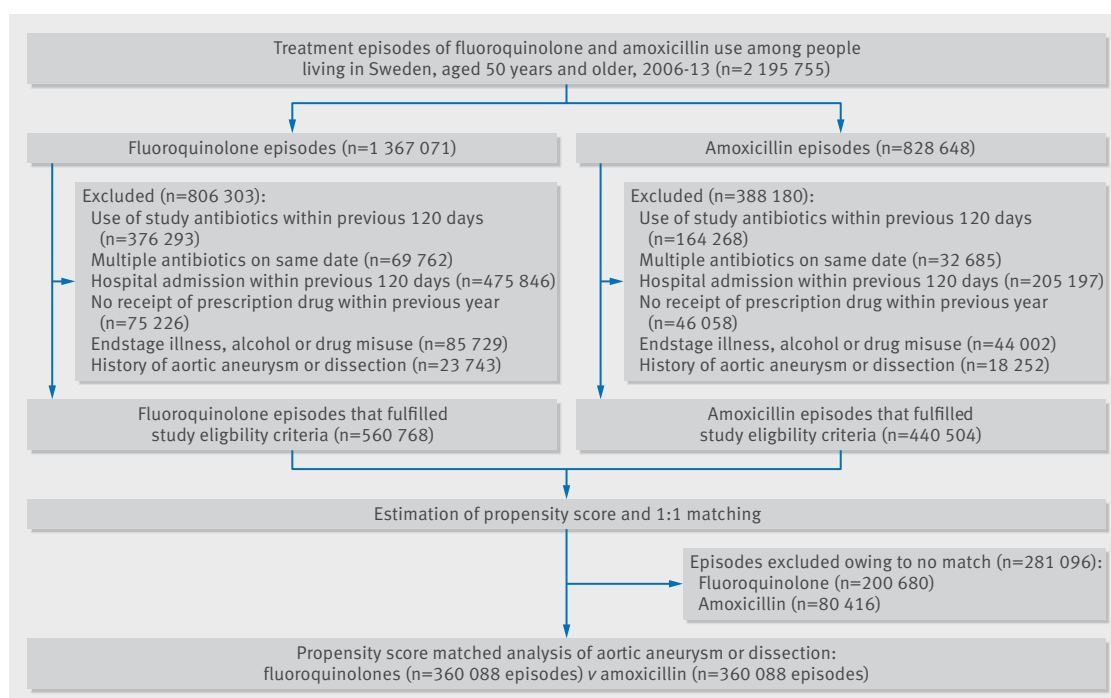 Treatment episodes of fluoroquinolone and amoxicillin use among people
living in Sweden, aged 50 years and older, 2006-13 (n=2 195 755)
Fluoroquinolone episodes (n=1 367 071)
Amoxicillin episodes (n=828 648)
Excluded (n=806 303):
Use of study antibiotics within previous 120 days
(n=376 293)
Multiple antibiotics on same date (n=69 762)
Hospital admission within previous 120 days (n=475 846)
No receipt of prescription drug within previous year
(n=75 226)
Endstage illness, alcohol or drug misuse (n=85 729)
History of aortic aneurysm or dissection (n=23 743)
Excluded (n=388 180):
Use of study antibiotics within previous 120 days
(n=164 268)
Multiple antibiotics on same date (n=32 685)
Hospital admission within previous 120 days (n=205 197)
No receipt of prescription drug within previous year
(n=46 058)
Endstage illness, alcohol or drug misuse (n=44 002)
History of aortic aneurysm or dissection (n=18 252)
Fluoroquinolone episodes that fulfilled
study eligbility criteria (n=560 768)
Amoxicillin episodes that fulfilled
study eligbility criteria (n=440 504)
Estimation of propensity score and 1:1 matching
Episodes excluded owing to no match (n=281 096):
Fluoroquinolone (n=200 680)
Amoxicillin (n=80 416)
Propensity score matched analysis of aortic aneurysm or dissection:
fluoroquinolones (n=360 088 episodes) v amoxicillin (n=360 088 episodes)